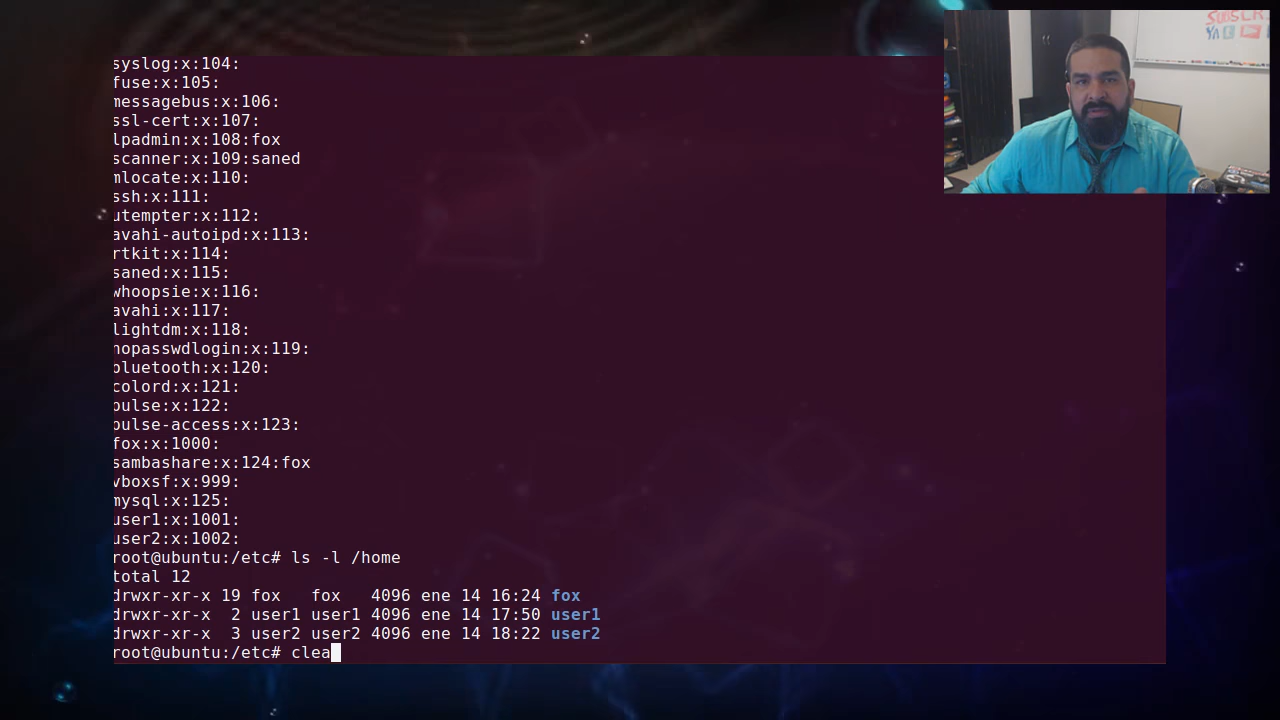 syslog:x:104:
fuse:x:105:
messagebus:x:106:
ssl-cert:x:107:
lpadmin:x:108:fox
scanner:x:109:saned
mlocate:x:110:
ssh:x:111:
utempter:x:112:
avahi-autoipd:x:113:
rtkit:x:114:
saned:x:115:
whoopsie:x:116:
avahi:x:117:
lightdm:x:118:
nopasswdlogin:x:119:
bluetooth:x:120:
colord:x:121:
pulse:x:122:
pulse-access:x:123:
fox:x:1000:
sambashare:x:124:fox
vboxsf:x:999:
mysql:x:125:
user1:x:1001:
user2:x:1002:
root@ubuntu:/etc# ls -l /home
total 12
drwxr-xr-x 19 fox   fox   4096 ene 14 16:24 fox
drwxr-xr-x  2 user1 user1 4096 ene 14 17:50 user1
drwxr-xr-x  3 user2 user2 4096 ene 14 18:22 user2
root@ubuntu:/etc# clea